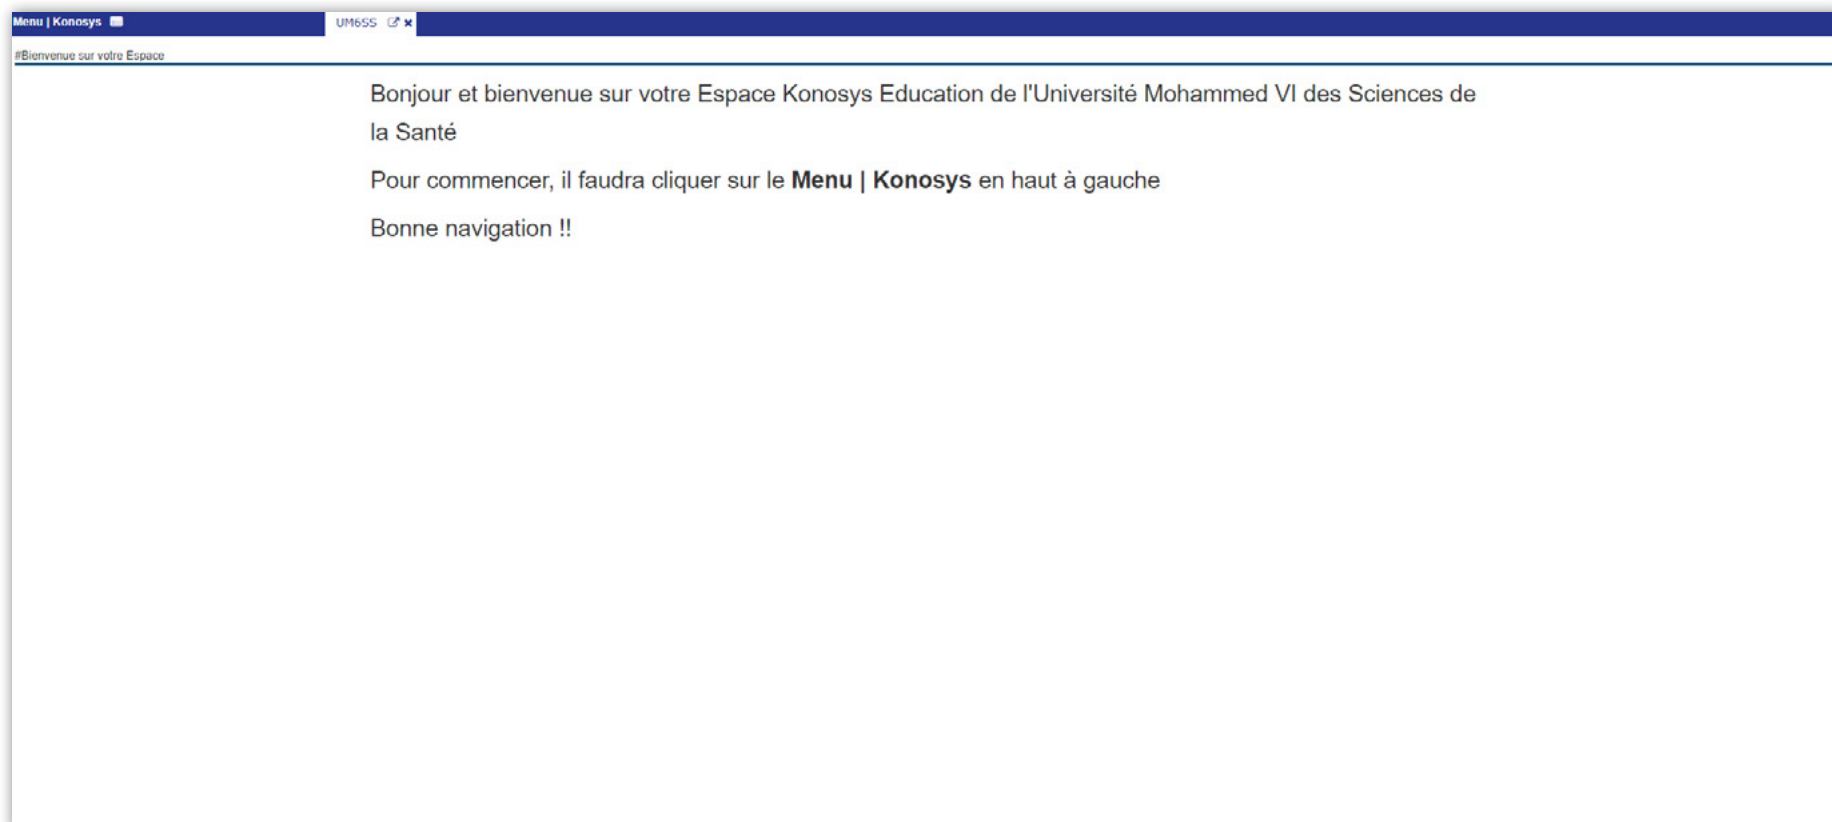 Menu | Konosys
UM6SS
#Bienvenue sur votre Espace
Bonjour et bienvenue sur votre Espace Konosys Education de l'Université Mohammed VI des Sciences de
la Santé
Pour commencer, il faudra cliquer sur le Menu | Konosys en haut à gauche
Bonne navigation !!